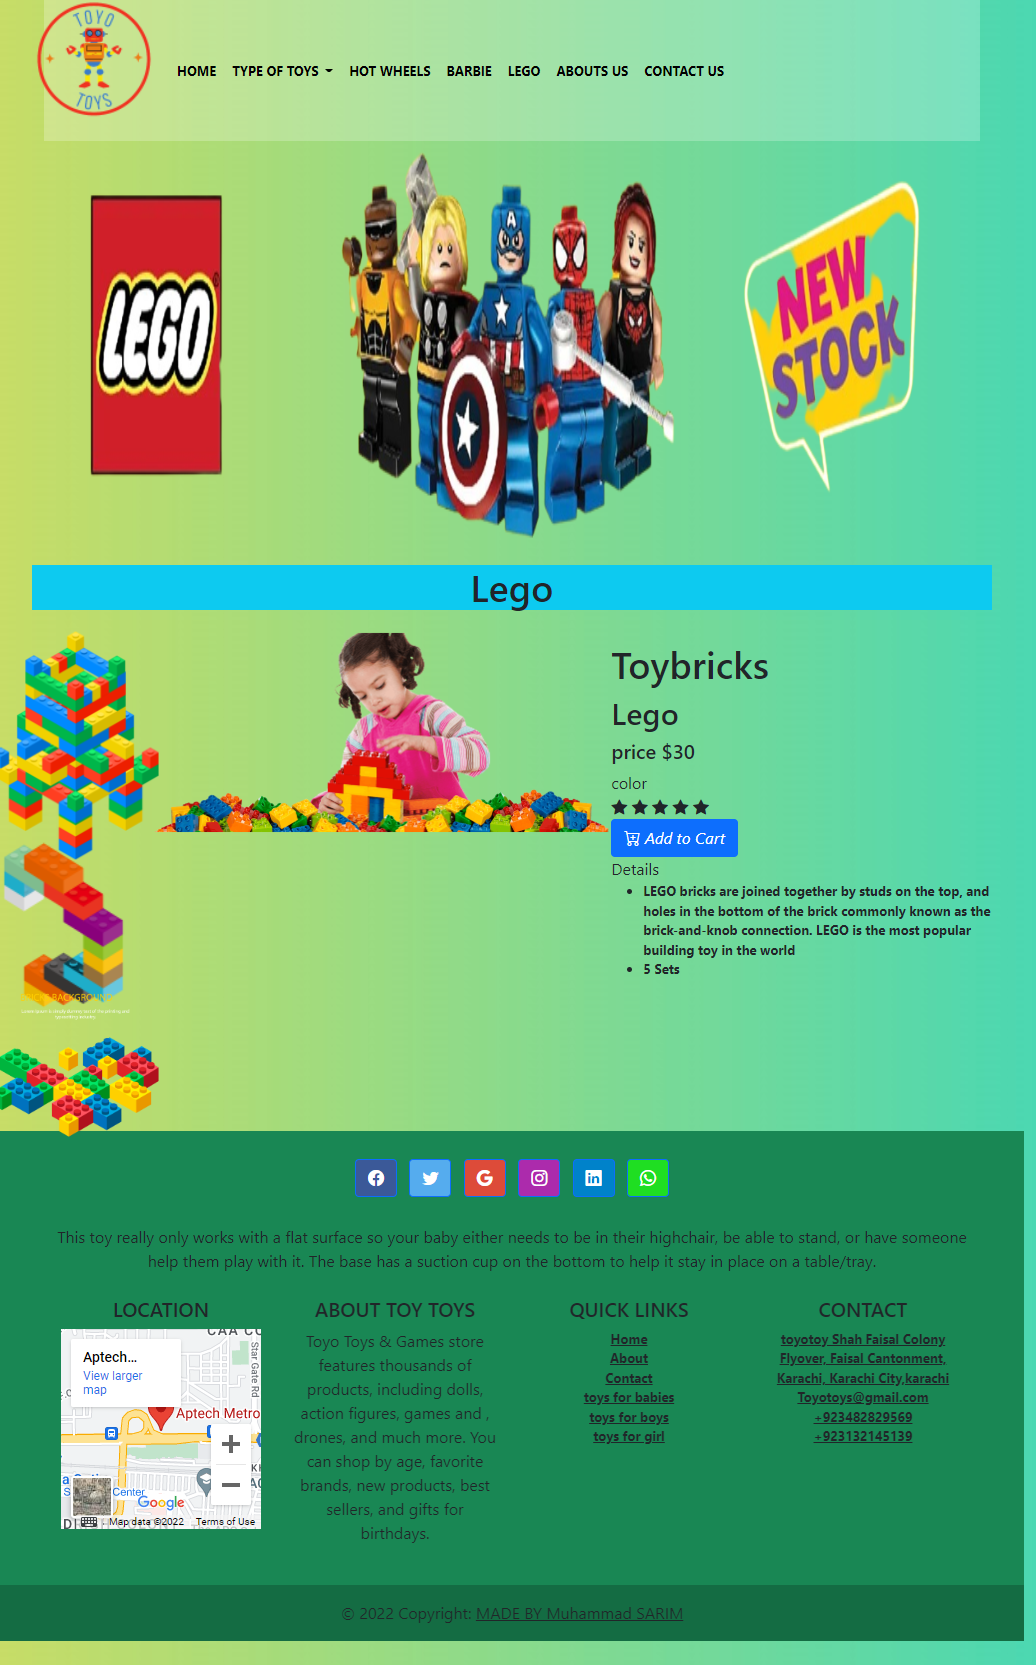 TOYO
TOYS
HOME TYPE OF TOYS HOT WHEELS BARBIE LEGO ABOUTS US CONTACT US
LEGO
NEW
STOCK
Lego
Toybricks
Lego
price $30
color
Add to Cart
Details
LEGO bricks are joined together by studs on the top, and
holes in the bottom of the brick commonly known as the
brick-and-knob connection. LEGO is the most popular
building toy in the world
5 Sets
BACKGROUND
This toy really only works with a flat surface so your baby either needs to be in their highchair, be able to stand, or have someone
help them play with it. The base has a suction cup on the bottom to help it stay in place on a table/tray.
LOCATION
CAA CO
Star Gate Rd
Aptech...
View larger
map
Aptech Metro
Center
Google
Map data ©2022 Terms of Use
ABOUT TOY TOYS
Toyo Toys & Games store
features thousands of
products, including dolls,
action figures, games and ,
drones, and much more. You
can shop by age, favorite
brands, new products, best
sellers, and gifts for
birthdays.
QUICK LINKS
Home
About
Contact
toys for babies
toys for boys
toys for girl
CONTACT
toyotoy Shah Faisal Colony
Flyover, Faisal Cantonment,
Karachi, Karachi City,karachi
Toyotoys@gmail.com
+923482829569
+923132145139
© 2022 Copyright: MADE BY Muhammad SARIM